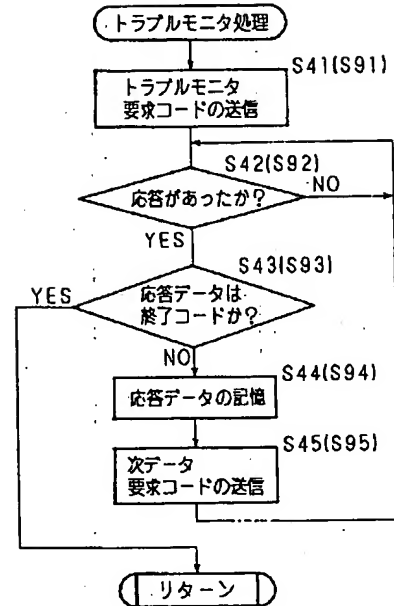 トラブルモニタ処理
S41(S91)
トラブルモニタ
要求コードの送信
S42(S92)
応答があったか?
NO
YES
S43(S93)
YES
応答データは
終了コードか?
NO
S44(S94)
応答データの記憶
S45(S95)
次データ
要求コードの送信
リターン